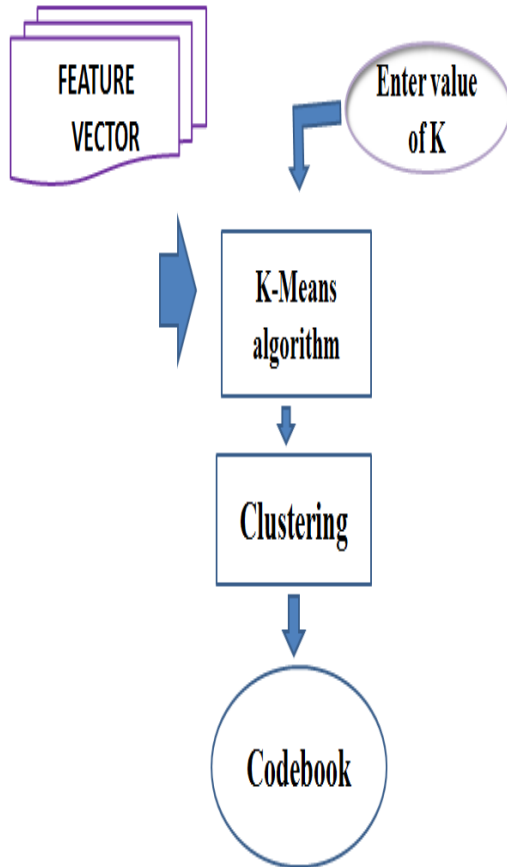 FEATURE
VECTOR
Enter value
of K
K-Means
algorithm
Clustering
Codebook